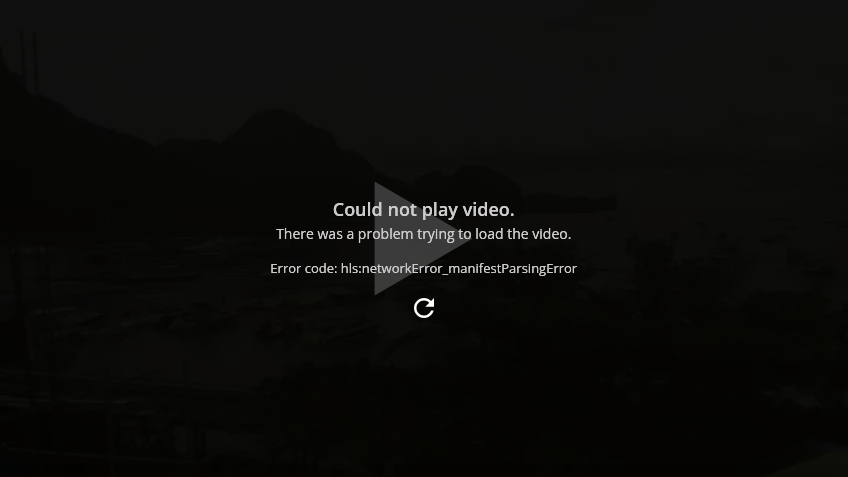 Could not play video.
There was a problem trying to load the video.
Error code: hls:networkError_manifestParsingError